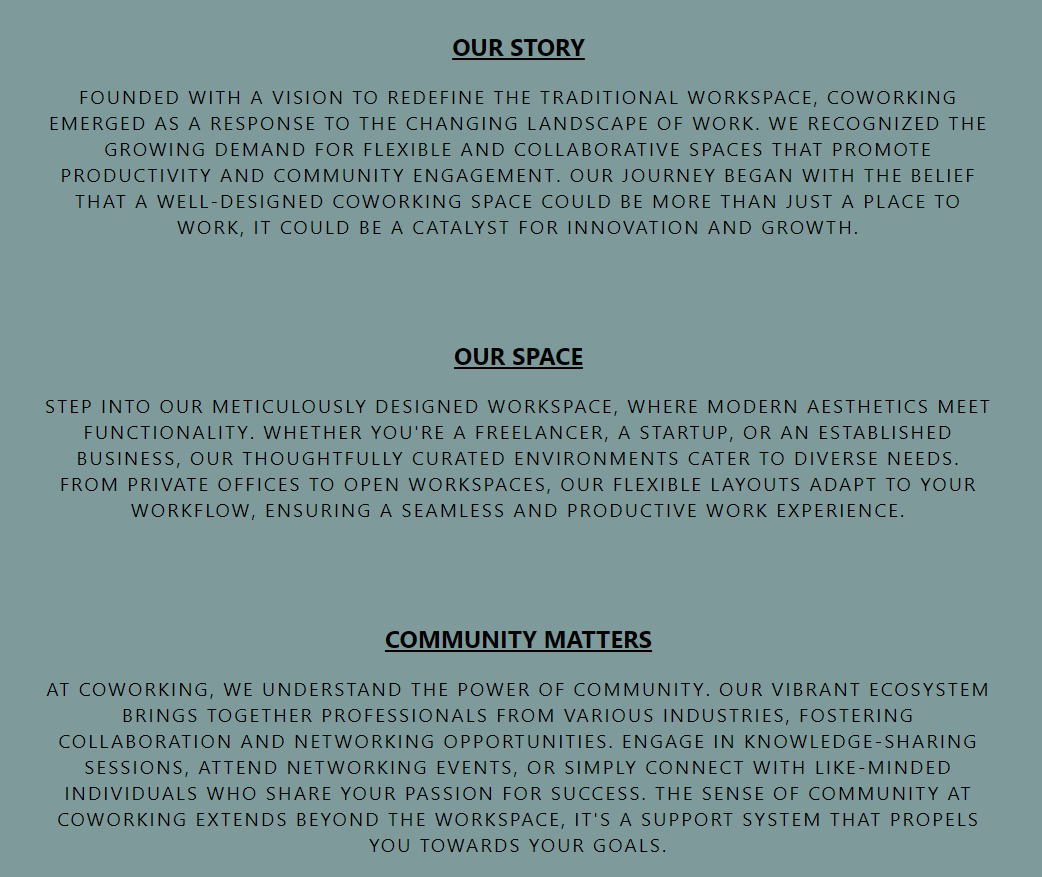 OUR STORY
FOUNDED WITH A VISION TO REDEFINE THE TRADITIONAL WORKSPACE, COWORKING
EMERGED AS A RESPONSE TO THE CHANGING LANDSCAPE OF WORK. WE RECOGNIZED THE
GROWING DEMAND FOR FLEXIBLE AND COLLABORATIVE SPACES THAT PROMOTE
PRODUCTIVITY AND COMMUNITY ENGAGEMENT. OUR JOURNEY BEGAN WITH THE BELIEF
THAT A WELL-DESIGNED COWORKING SPACE COULD BE MORE THAN JUST A PLACE TO
WORK, IT COULD BE A CATALYST FOR INNOVATION AND GROWTH.
OUR SPACE
STEP INTO OUR METICULOUSLY DESIGNED WORKSPACE, WHERE MODERN AESTHETICS MEET
FUNCTIONALITY. WHETHER YOU'RE A FREELANCER, A STARTUP, OR AN ESTABLISHED
BUSINESS, OUR THOUGHTFULLY CURATED ENVIRONMENTS CATER TO DIVERSE NEEDS.
FROM PRIVATE OFFICES TO OPEN WORKSPACES, OUR FLEXIBLE LAYOUTS ADAPT TO YOUR
WORKFLOW, ENSURING A SEAMLESS AND PRODUCTIVE WORK EXPERIENCE.
COMMUNITY MATTERS
AT COWORKING, WE UNDERSTAND THE POWER OF COMMUNITY. OUR VIBRANT ECOSYSTEM
BRINGS TOGETHER PROFESSIONALS FROM VARIOUS INDUSTRIES, FOSTERING
COLLABORATION AND NETWORKING OPPORTUNITIES. ENGAGE IN KNOWLEDGE-SHARING
SESSIONS, ATTEND NETWORKING EVENTS, OR SIMPLY CONNECT WITH LIKE-MINDED
INDIVIDUALS WHO SHARE YOUR PASSION FOR SUCCESS. THE SENSE OF COMMUNITY AT
COWORKING EXTENDS BEYOND THE WORKSPACE, IT'S A SUPPORT SYSTEM THAT PROPELS
YOU TOWARDS YOUR GOALS.